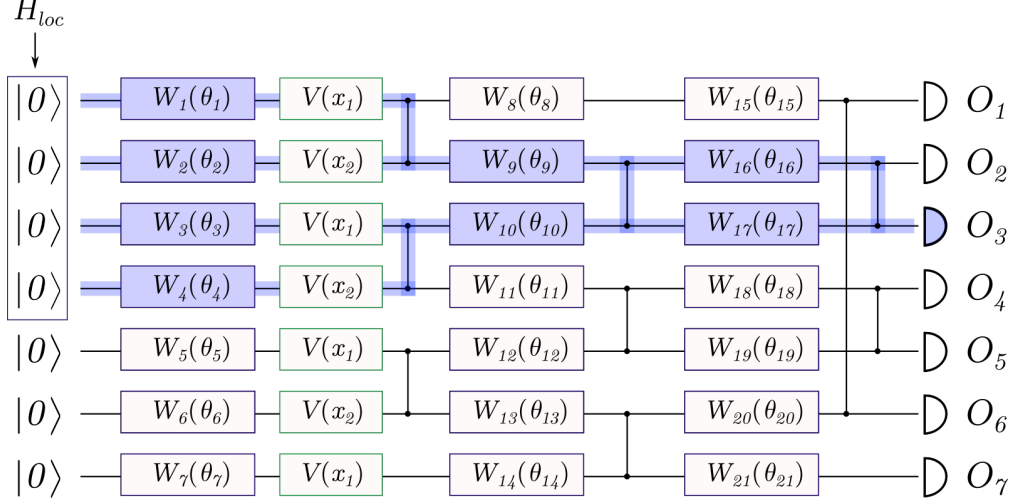 H_loc
|0⟩ W_1(θ_1) V(x_1) W_8(θ_8) W_15(θ_15) O_1
|0⟩ W_2(θ_2) V(x_2) W_9(θ_9) W_16(θ_16) O_2
|0⟩ W_3(θ_3) V(x_1) W_10(θ_10) W_17(θ_17) O_3
|0⟩ W_4(θ_4) V(x_2) W_11(θ_11) W_18(θ_18) O_4
|0⟩ W_5(θ_5) V(x_1) W_12(θ_12) W_19(θ_19) O_5
|0⟩ W_6(θ_6) V(x_2) W_13(θ_13) W_20(θ_20) O_6
|0⟩ W_7(θ_7) V(x_1) W_14(θ_14) W_21(θ_21) O_7